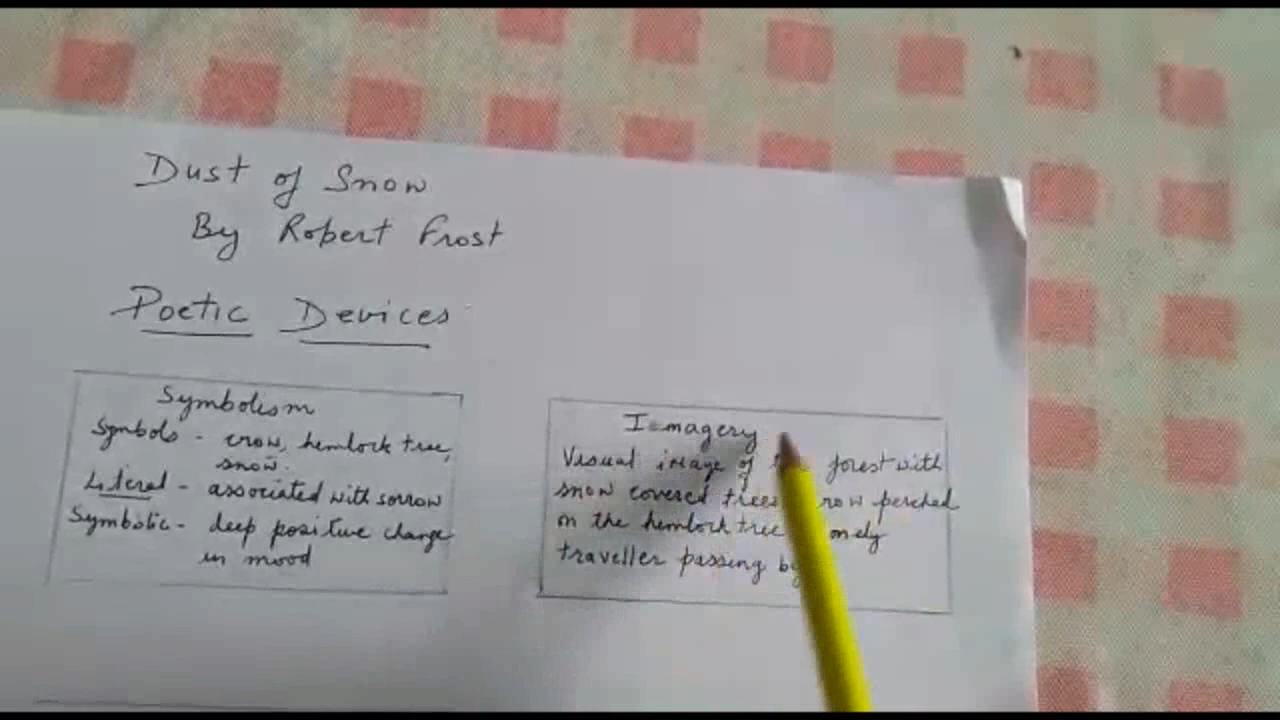 Dust of Snow
By Robert Frost
Poetic Devices
Symbolism
Symbols - crow, hemlock tree,
snow.
Literal - associated with sorrow
Symbolic - deep positive change
in mood
Imagery
Visual image of forest with
snow covered trees perched
on the hemlock tree
traveller passing by